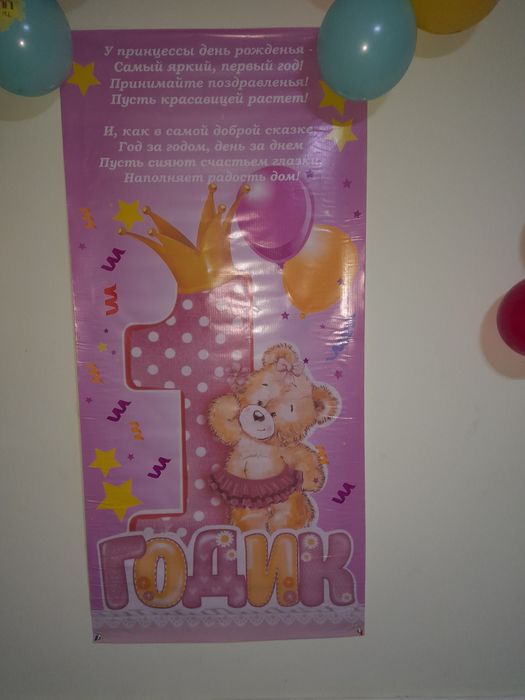 У принцессы день рожденья -
Самый яркий, первый год!
Принимайте поздравленья!
Пусть красавицей растет!
И, как в самой доброй сказке,
Год за годом, день за днем
Пусть сияют счастьем глазки,
Наполняет радость дом!
1
ГОДИК